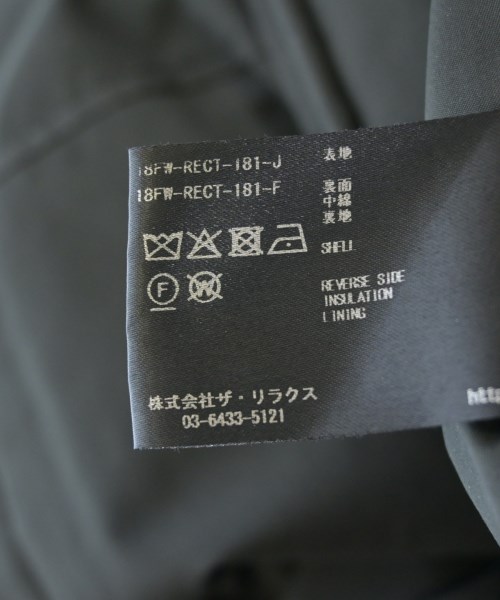 18FW-RECT-181-J 表地
18FW-RECT-181-F 裏面
中綿
裏地
SHELL
F W
REVERSE SIDE
INSULATION
LINING
株式会社ザ・リラクス
03-6433-5121
http